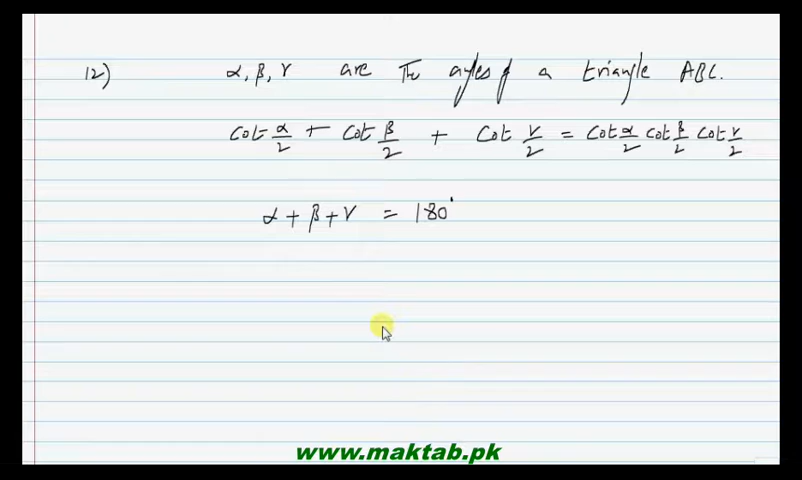 12) α, β, γ are The angles of a triangle ABC.
Cot α/2 + Cot β/2 + Cot γ/2 = Cot α/2 Cot β/2 Cot γ/2
α + β + γ = 180°
www.maktab.pk